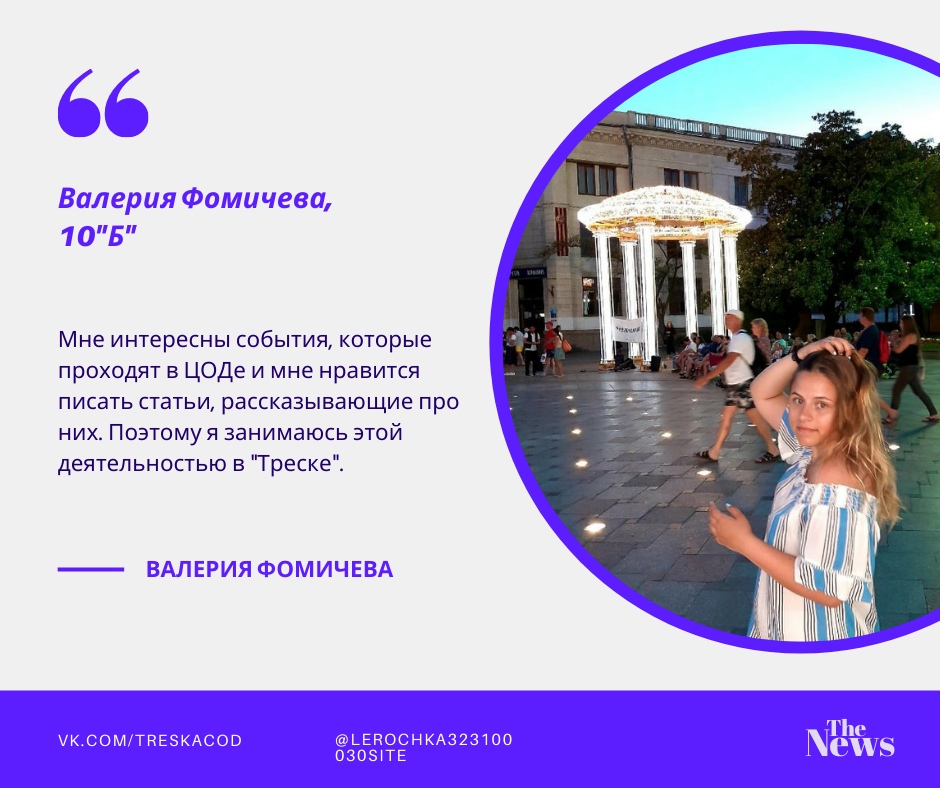 Валерия Фомичева,
10"Б"
Мне интересны события, которые
проходят в ЦОДе и мне нравится
писать статьи, рассказывающие про
них. Поэтому я занимаюсь этой
деятельностью в "Треске".
ВАЛЕРИЯ ФОМИЧЕВА
VK.COM/TRESKACOD
@LEROCHKA323100
030SITE
The
News